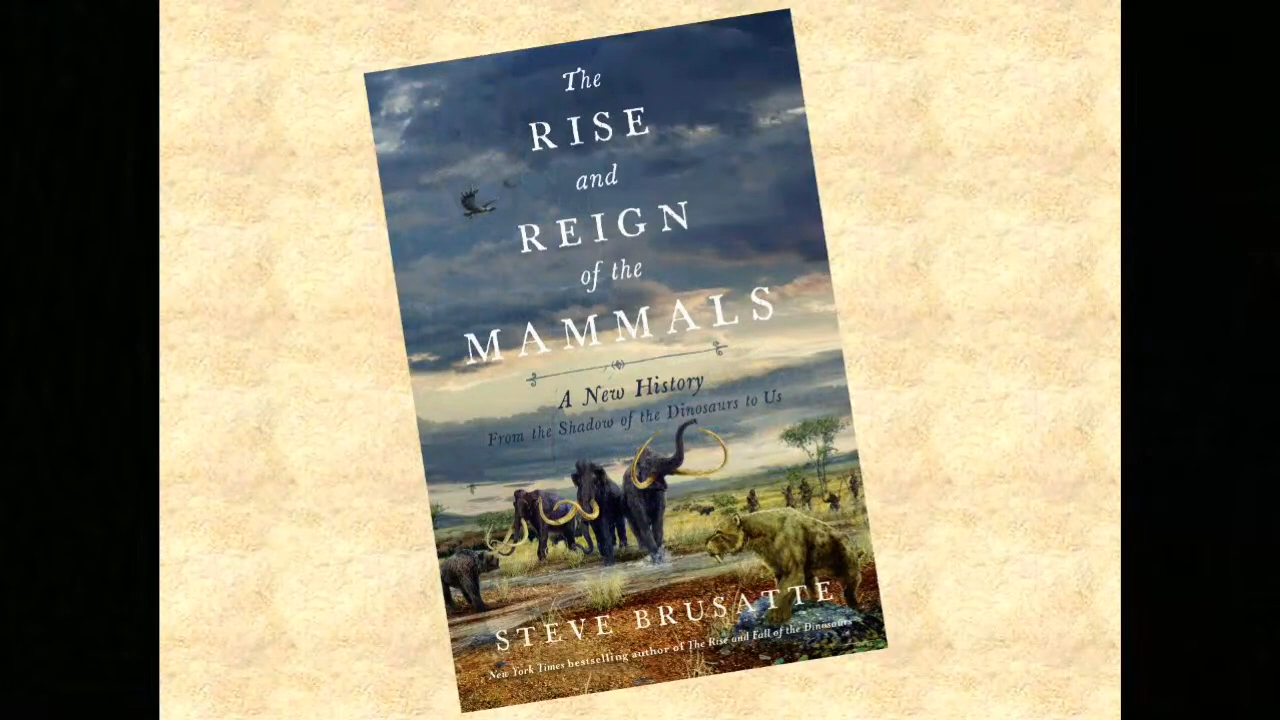 The
RISE
and
REIGN
of the
MAMMALS
A New History
From the Shadow of the Dinosaurs to Us
STEVE BRUSATTE
New York Times bestselling author of The Rise and Fall of the Dinosaurs